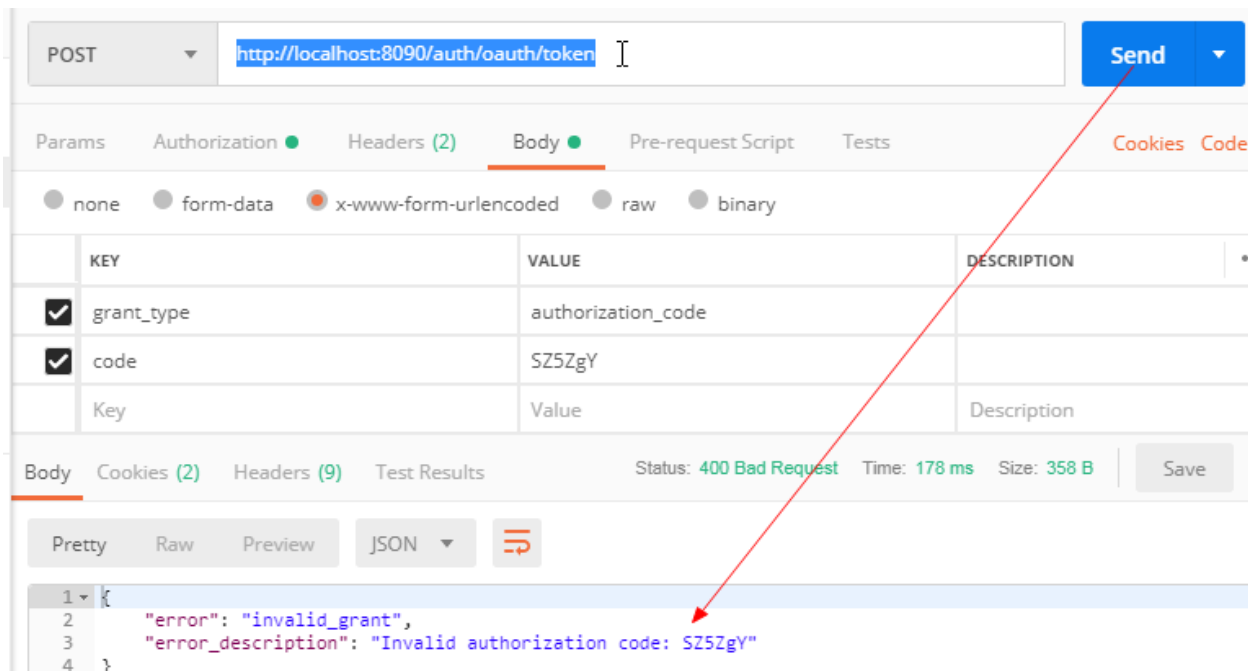 POST http://localhost:8090/auth/oauth/token Send
Params Authorization Headers (2) Body Pre-request Script Tests Cookies Code
none form-data x-www-form-urlencoded raw binary
KEY VALUE DESCRIPTION
grant_type authorization_code
code SZ5ZgY
Key Value Description
Body Cookies (2) Headers (9) Test Results Status: 400 Bad Request Time: 178 ms Size: 358 B Save
Pretty Raw Preview JSON
1 {
2 "error": "invalid_grant",
3 "error_description": "Invalid authorization code: SZ5ZgY"
4 }